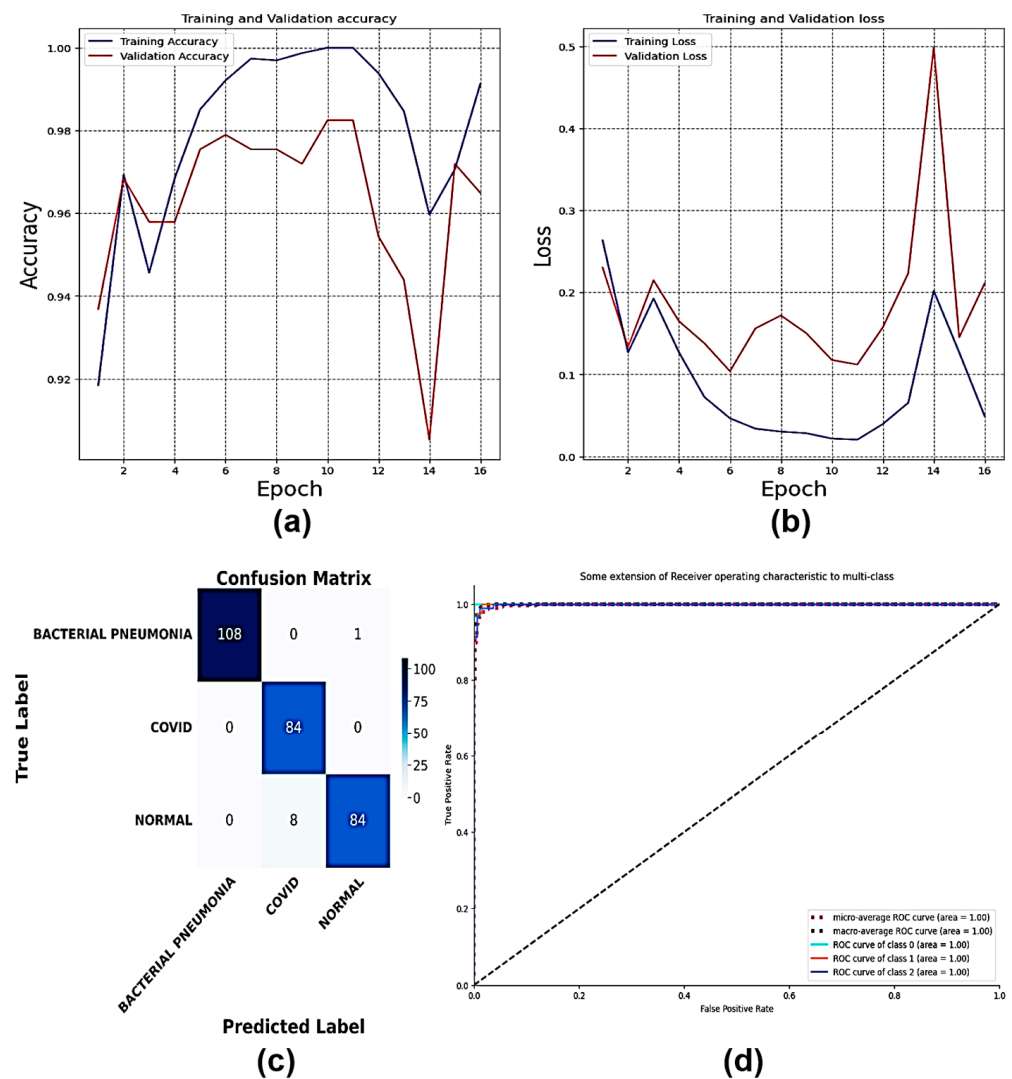 Training and Validation accuracy
1.00
0.98
0.96
0.94
0.92
Accuracy
Training Accuracy
Validation Accuracy
2 4 6 8 10 12 14 16
Epoch
(a)
Training and Validation loss
0.5
0.4
0.3
0.2
0.1
0.0
Loss
Training Loss
Validation Loss
2 4 6 8 10 12 14 16
Epoch
(b)
Confusion Matrix
True Label
BACTERIAL PNEUMONIA 108 0 1
COVID 0 84 0
NORMAL 0 8 84
100
75
50
25
0
BACTERIAL PNEUMONIA
COVID
NORMAL
Predicted Label
(c)
Some extension of Receiver operating characteristic to multi-class
1.0
0.8
0.6
0.4
0.2
0.0
True Positive Rate
micro-average ROC curve (area = 1.00)
macro-average ROC curve (area = 1.00)
ROC curve of class 0 (area = 1.00)
ROC curve of class 1 (area = 1.00)
ROC curve of class 2 (area = 1.00)
0.0 0.2 0.4 0.6 0.8 1.0
False Positive Rate
(d)